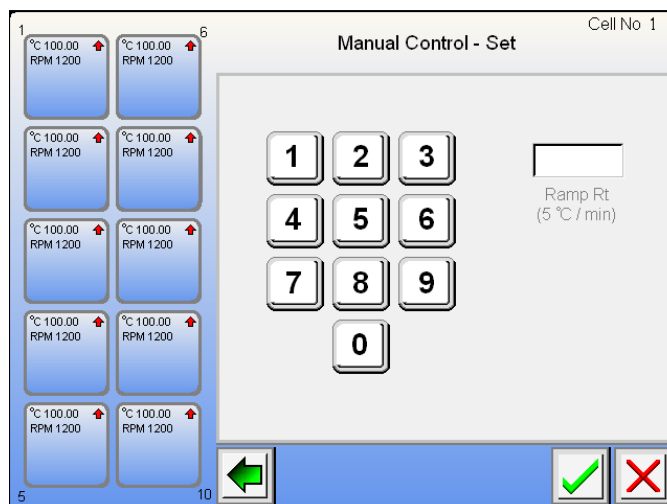 Cell No 1
Manual Control - Set
1
6
°C 100.00
RPM 1200
°C 100.00
RPM 1200
°C 100.00
RPM 1200
°C 100.00
RPM 1200
°C 100.00
RPM 1200
°C 100.00
RPM 1200
°C 100.00
RPM 1200
°C 100.00
RPM 1200
°C 100.00
RPM 1200
°C 100.00
RPM 1200
5
10
1 2 3
4 5 6
7 8 9
0
Ramp Rt
(5 °C / min)